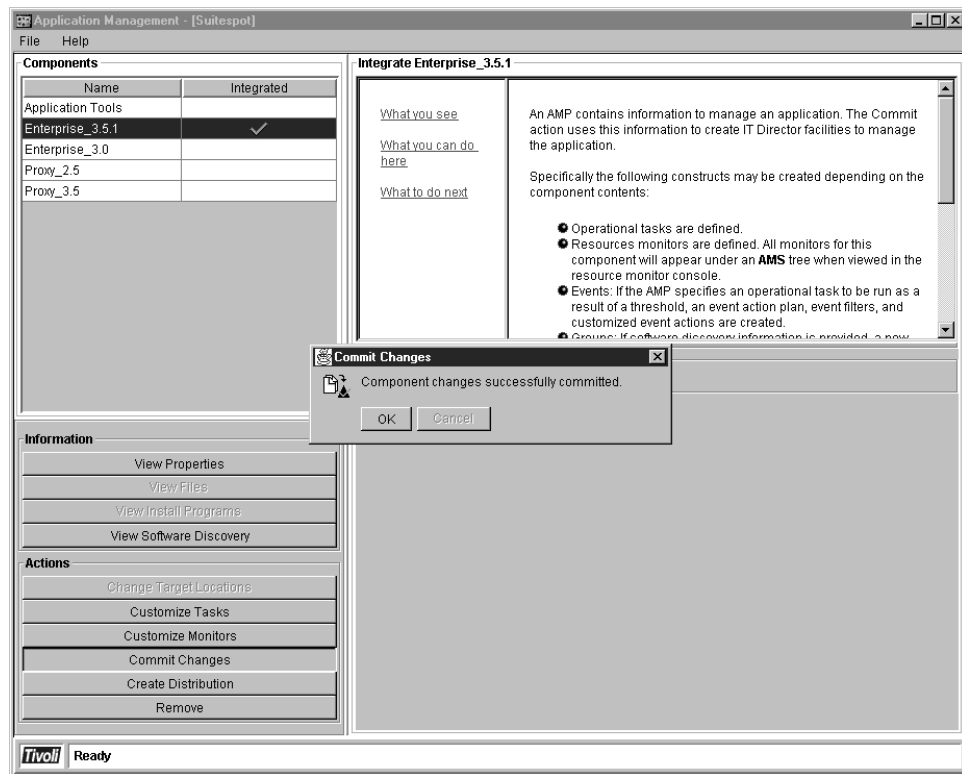 Application Management - [Suitespot]
File Help
Components
Name Integrated
Application Tools
Enterprise_3.5.1
Enterprise_3.0
Proxy_2.5
Proxy_3.5
Information
View Properties
View Files
View Install Programs
View Software Discovery
Actions
Change Target Locations
Customize Tasks
Customize Monitors
Commit Changes
Create Distribution
Remove
Integrate Enterprise_3.5.1
What you see
What you can do
here
What to do next
An AMP contains information to manage an application. The Commit
action uses this information to create IT Director facilities to manage
the application.
Specifically the following constructs may be created depending on the
component contents:
Operational tasks are defined.
Resources monitors are defined. All monitors for this
component will appear under an AMS tree when viewed in the
resource monitor console.
Events: If the AMP specifies an operational task to be run as a
result of a threshold, an event action plan, event filters, and
customized event actions are created.
Groups: If software discovery information is provided, a new
Commit Changes
Component changes successfully committed.
OK Cancel
Tivoli Ready